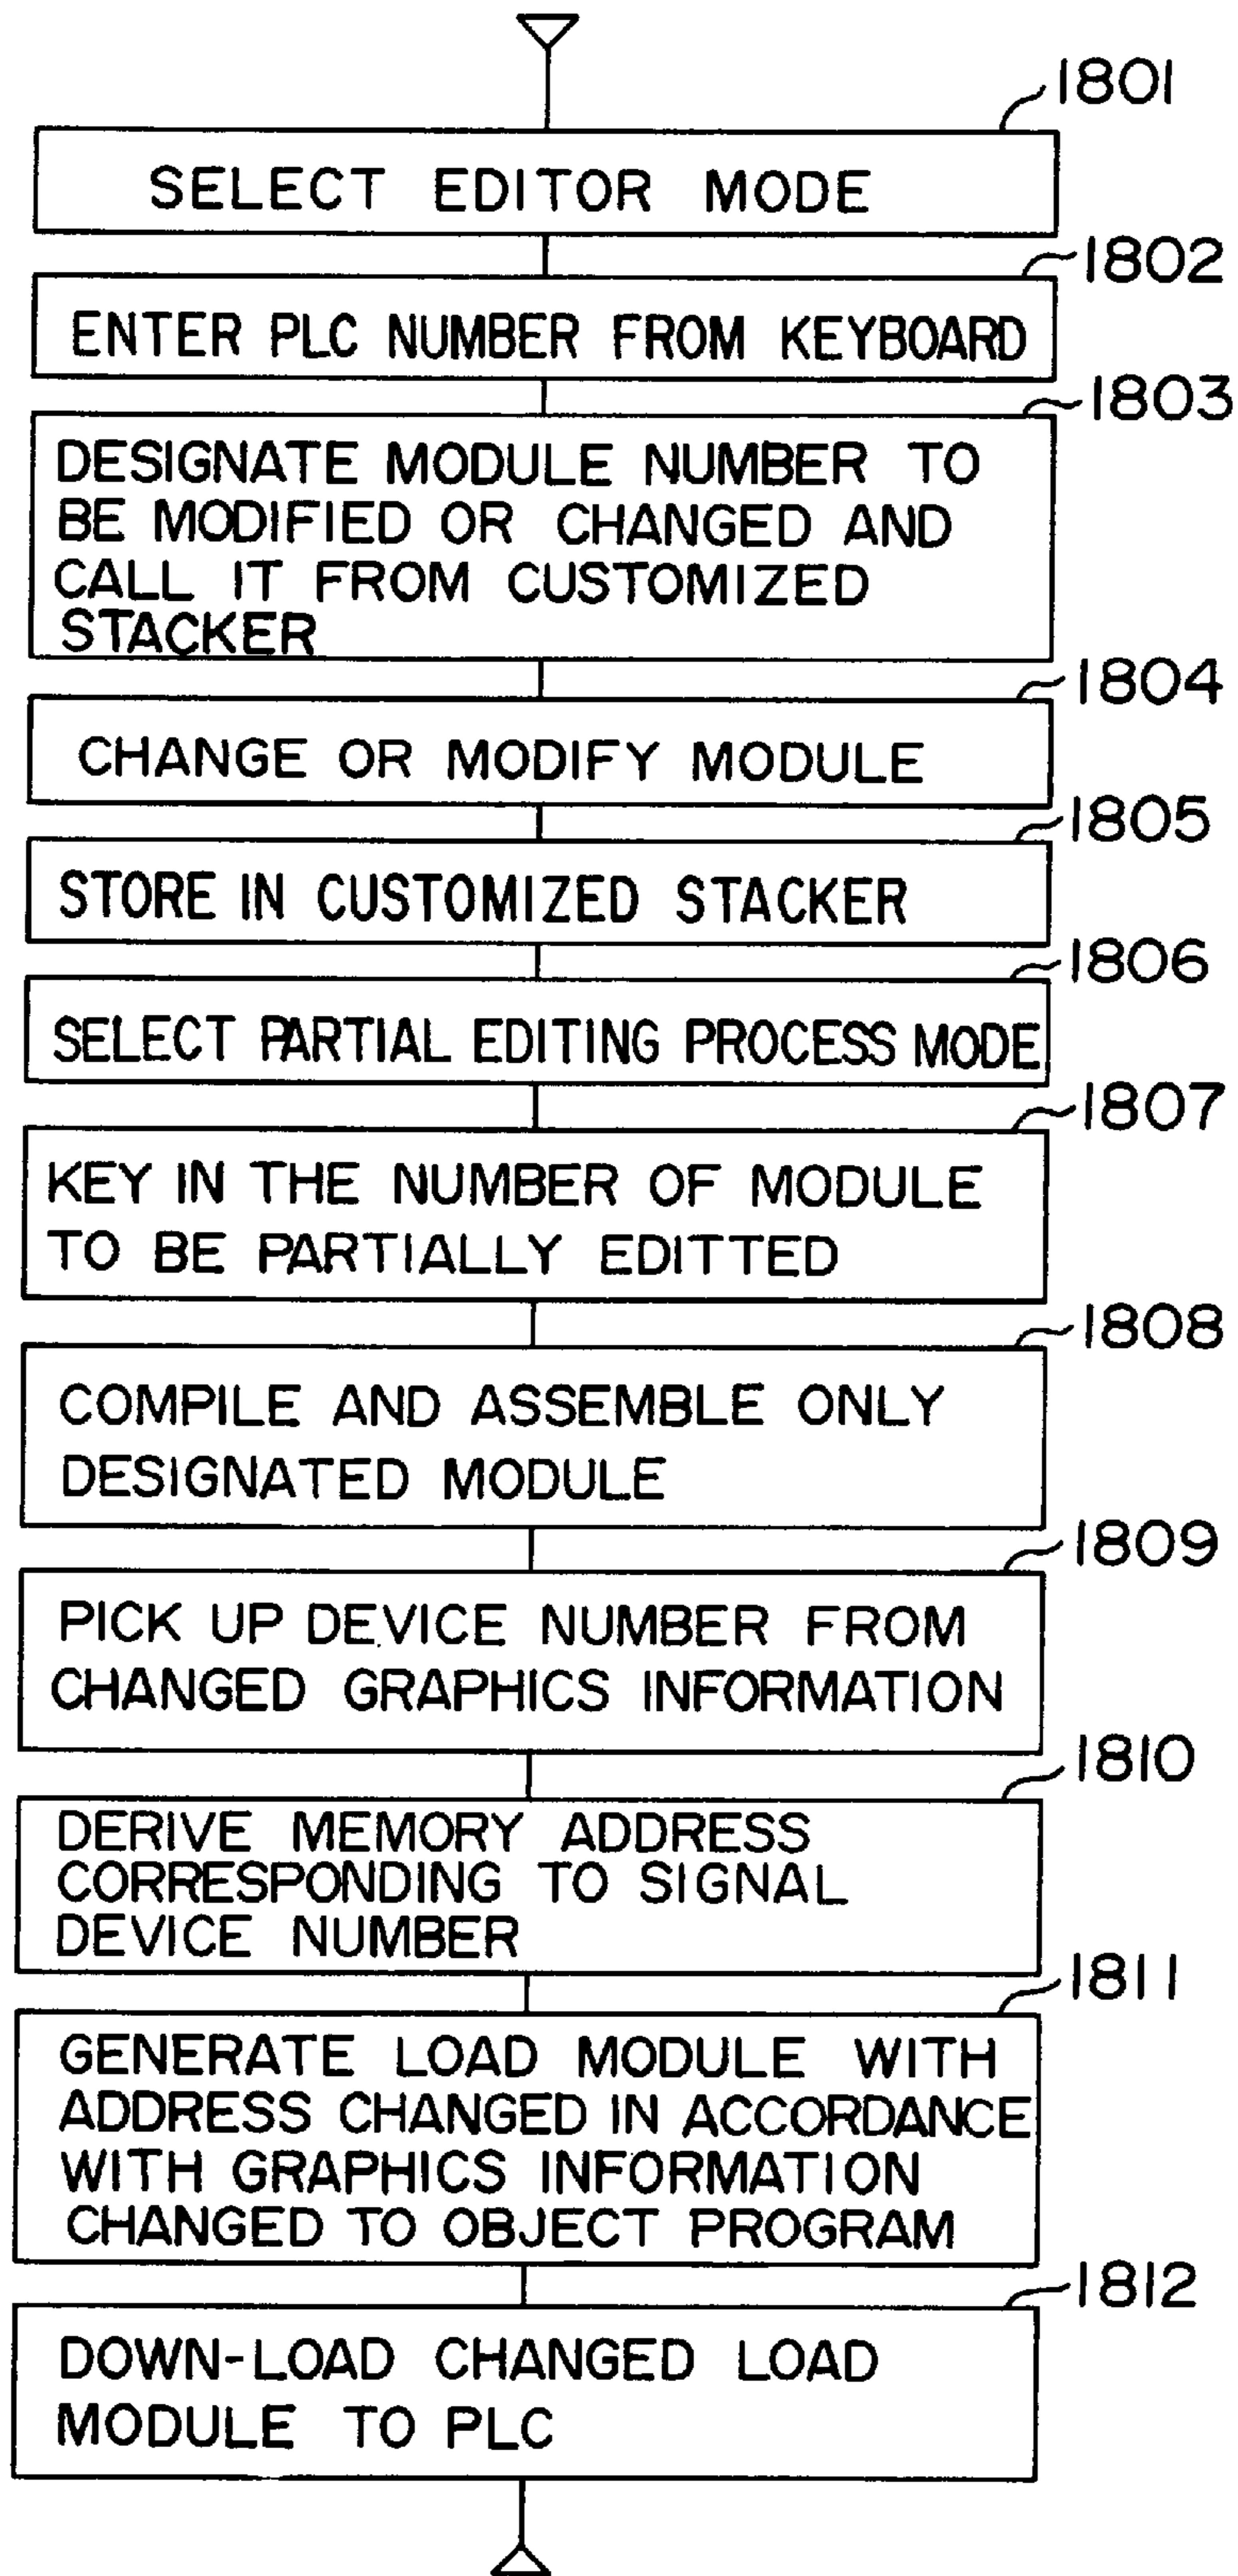 1801
SELECT EDITOR MODE
1802
ENTER PLC NUMBER FROM KEYBOARD
1803
DESIGNATE MODULE NUMBER TO
BE MODIFIED OR CHANGED AND
CALL IT FROM CUSTOMIZED
STACKER
1804
CHANGE OR MODIFY MODULE
1805
STORE IN CUSTOMIZED STACKER
1806
SELECT PARTIAL EDITING PROCESS MODE
1807
KEY IN THE NUMBER OF MODULE
TO BE PARTIALLY EDITTED
1808
COMPILE AND ASSEMBLE ONLY
DESIGNATED MODULE
1809
PICK UP DEVICE NUMBER FROM
CHANGED GRAPHICS INFORMATION
1810
DERIVE MEMORY ADDRESS
CORRESPONDING TO SIGNAL
DEVICE NUMBER
1811
GENERATE LOAD MODULE WITH
ADDRESS CHANGED IN ACCORDANCE
WITH GRAPHICS INFORMATION
CHANGED TO OBJECT PROGRAM
1812
DOWN-LOAD CHANGED LOAD
MODULE TO PLC